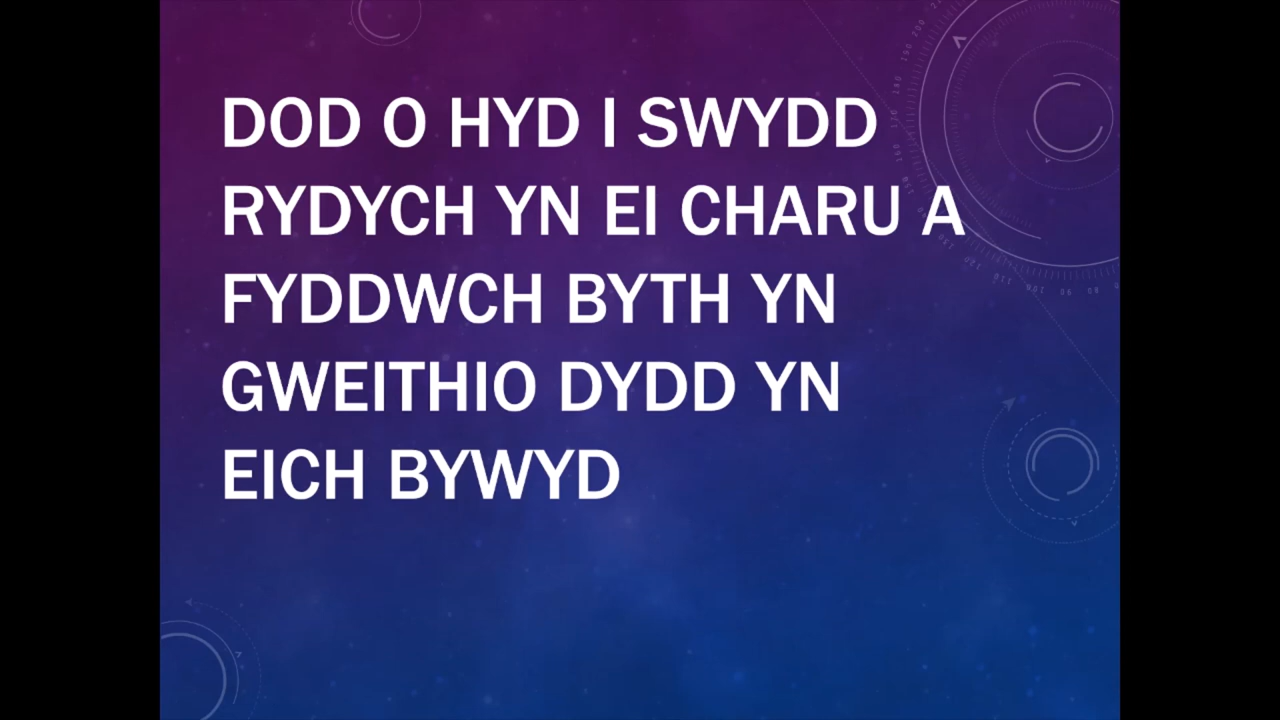 DOD O HYD I SWYDD
RYDYCH YN EI CHARU A
FYDDWCH BYTH YN
GWEITHIO DYDD YN
EICH BYWYD